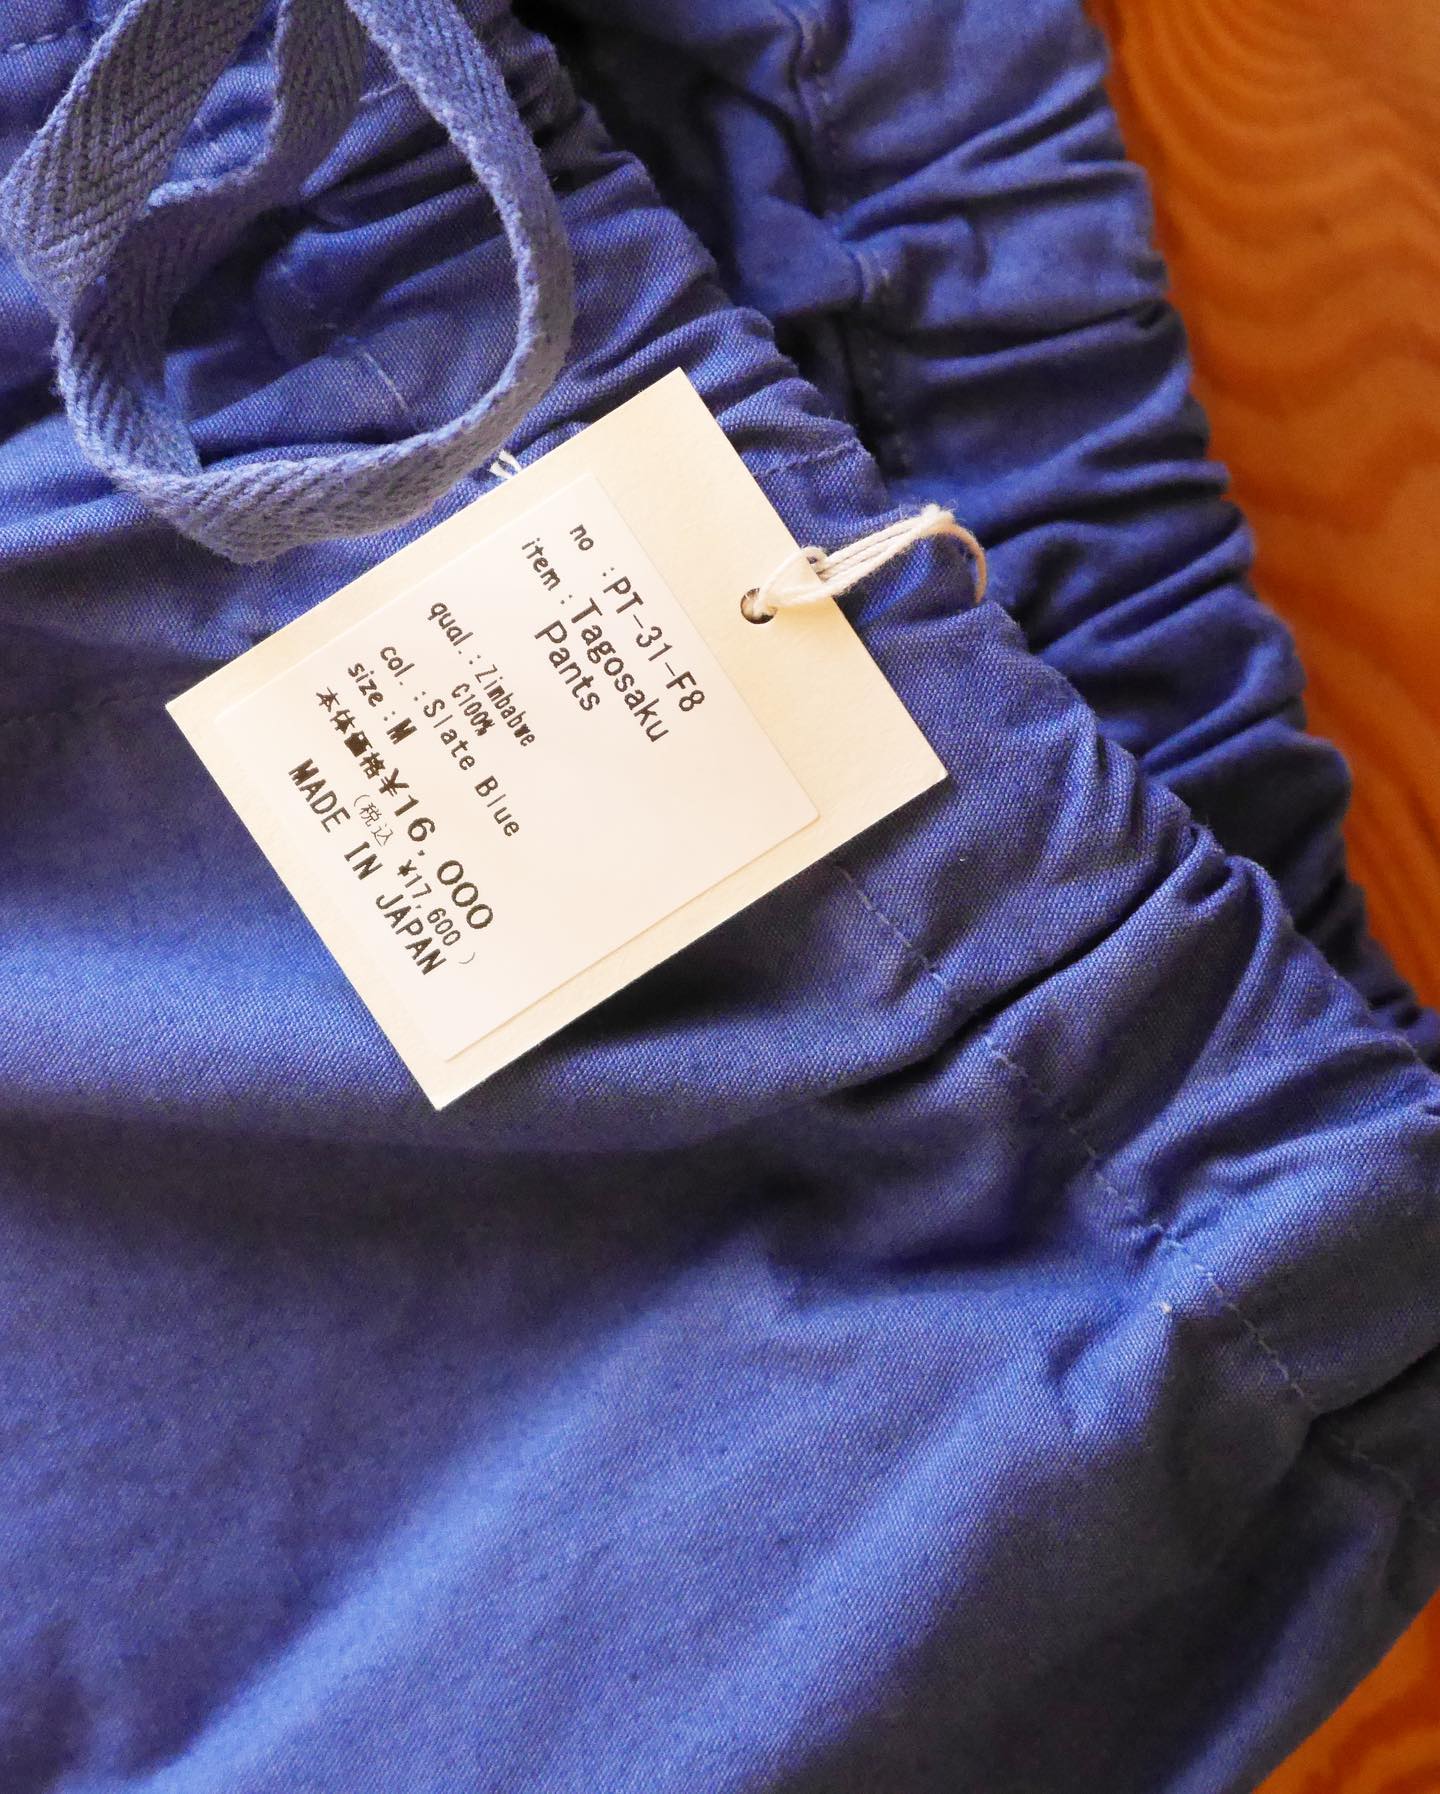 no :PT-31-F8
item:Tagosaku
Pants
qual.:Zimbabwe
C100%
col. :Slate Blue
size:M
本体価格¥16,000
(税込 ¥17,600)
MADE IN JAPAN